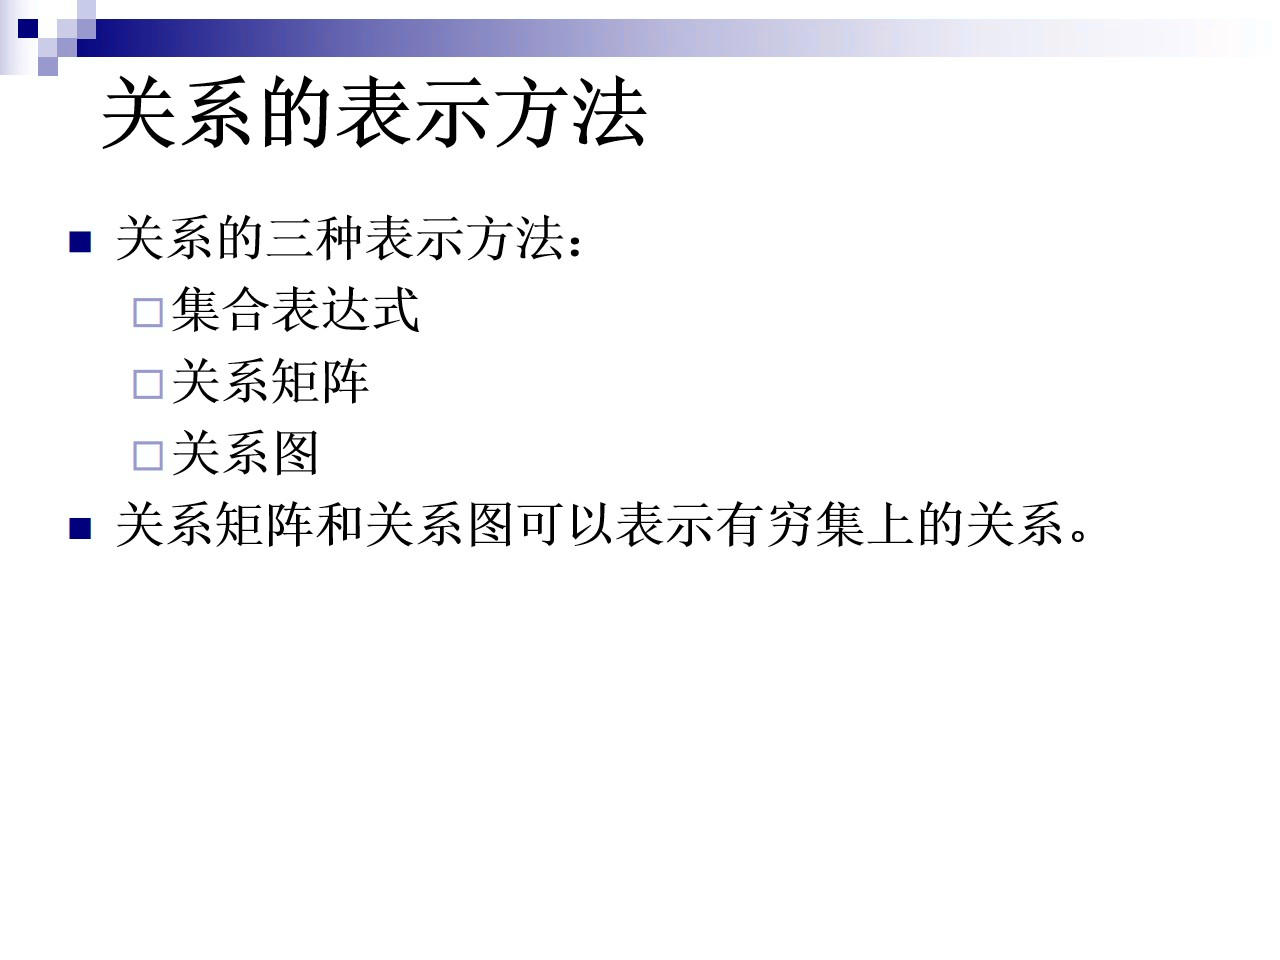 关系的表示方法
关系的三种表示方法：
集合表达式
关系矩阵
关系图
关系矩阵和关系图可以表示有穷集上的关系。